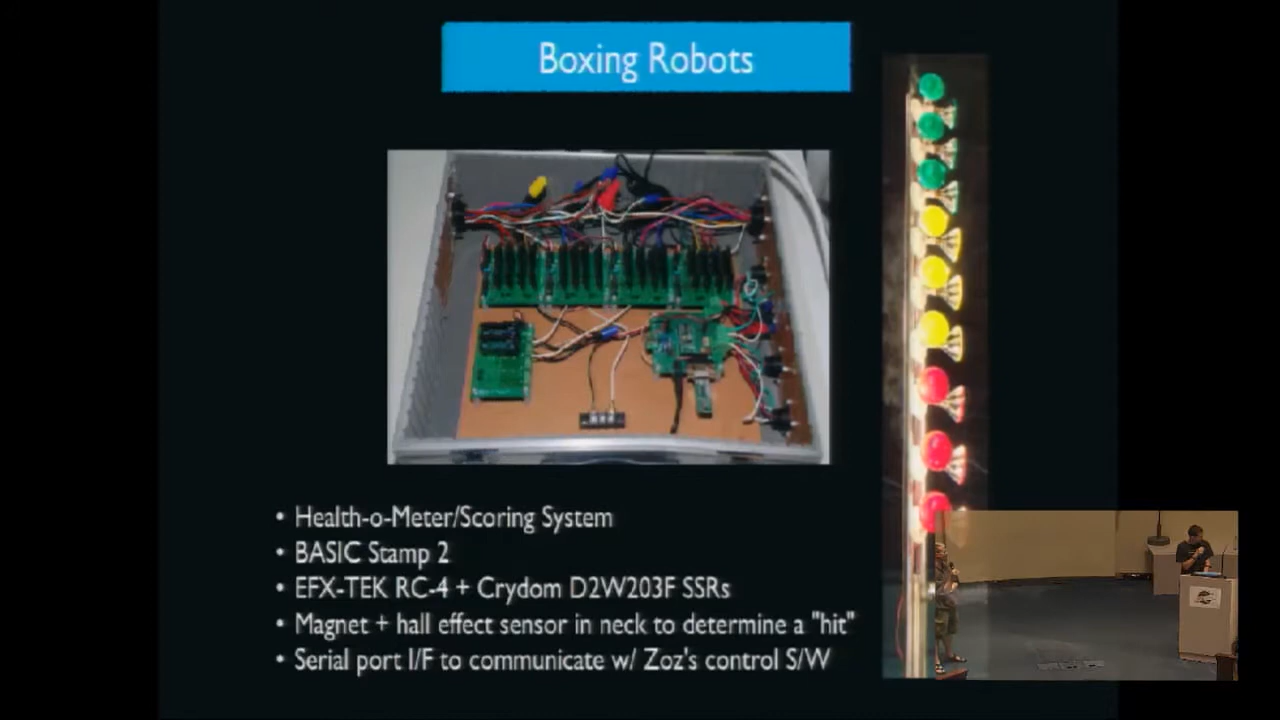 Boxing Robots
• Health-o-Meter/Scoring System
• BASIC Stamp 2
• EFX-TEK RC-4 + Crydom D2W203F SSRs
• Magnet + hall effect sensor in neck to determine a "hit"
• Serial port I/F to communicate w/ Zoz's control S/W